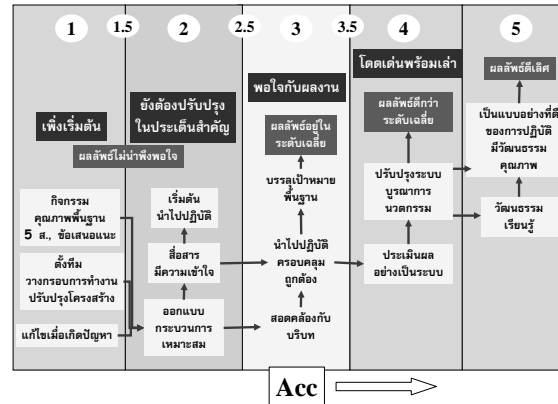 1
1.5
2
2.5
3
3.5
4
5
เพิ่งเริ่มต้น
ยังต้องปรับปรุง
ในประเด็นสำคัญ
พอใจกับผลงาน
โดดเด่นพร้อมเล่า
ผลลัพธ์ไม่น่าพึงพอใจ
ผลลัพธ์อยู่ใน
ระดับเฉลี่ย
ผลลัพธ์ดีกว่า
ระดับเฉลี่ย
ผลลัพธ์ดีเลิศ
กิจกรรม
คุณภาพพื้นฐาน
5 ส., ข้อเสนอแนะ
ตั้งทีม
วางกรอบการทำงาน
ปรับปรุงโครงสร้าง
แก้ไขเมื่อเกิดปัญหา
เริ่มต้น
นำไปปฏิบัติ
สื่อสาร
มีความเข้าใจ
ออกแบบ
กระบวนการ
เหมาะสม
บรรลุเป้าหมาย
พื้นฐาน
นำไปปฏิบัติ
ครอบคลุม
ถูกต้อง
สอดคล้องกับ
บริบท
ปรับปรุงระบบ
บูรณาการ
นวตกรรม
ประเมินผล
อย่างเป็นระบบ
เป็นแบบอย่างที่ดี
ของการปฏิบัติ
มีวัฒนธรรม
คุณภาพ
วัฒนธรรม
เรียนรู้
Acc